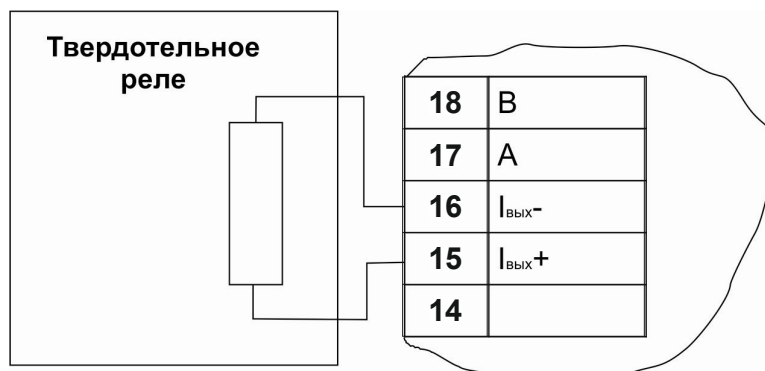 Твердотельное
реле
18 B
17 A
16 Iвых-
15 Iвых+
14